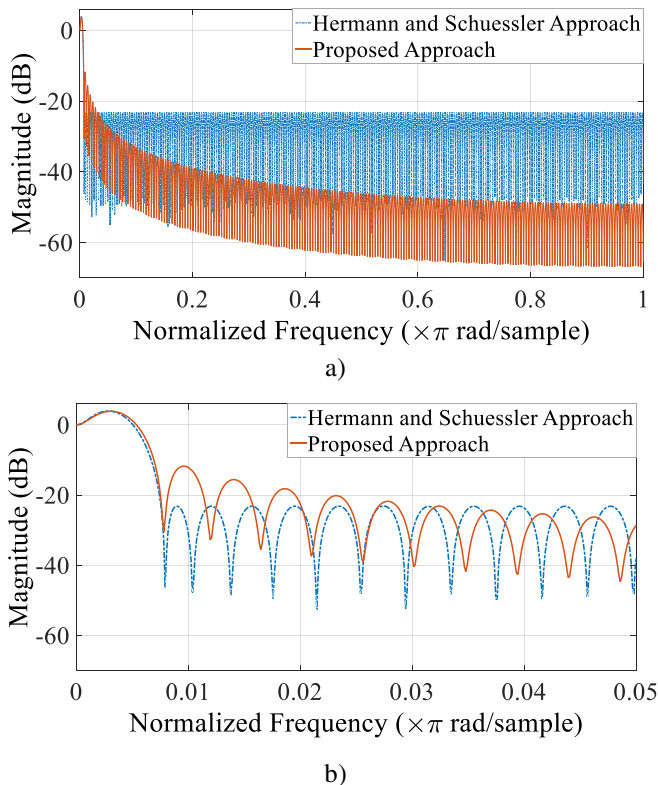 Hermann and Schuessler Approach
Proposed Approach
Magnitude (dB)
0
-20
-40
-60
0
0.2
0.4
0.6
0.8
1
Normalized Frequency (×π rad/sample)
a)
Hermann and Schuessler Approach
Proposed Approach
Magnitude (dB)
0
-20
-40
-60
0
0.01
0.02
0.03
0.04
0.05
Normalized Frequency (×π rad/sample)
b)